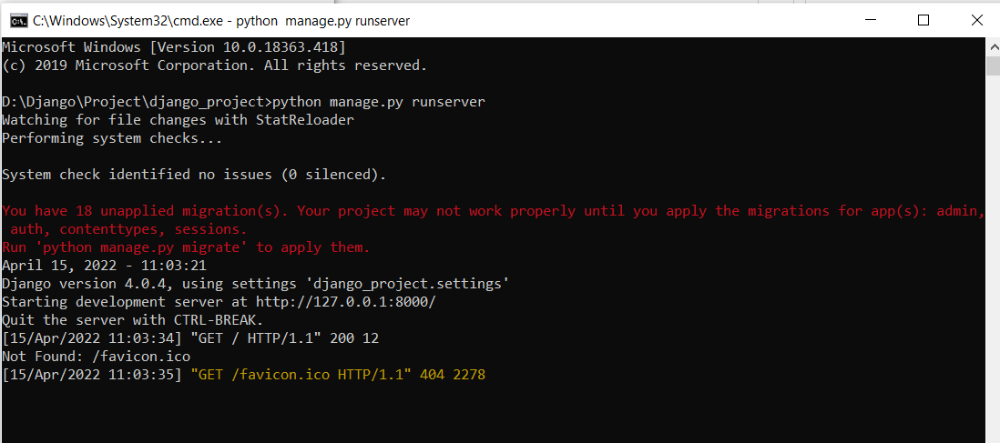 C:\Windows\System32\cmd.exe - python  manage.py runserver
Microsoft Windows [Version 10.0.18363.418]
(c) 2019 Microsoft Corporation. All rights reserved.
D:\Django\Project\django_project>python manage.py runserver
Watching for file changes with StatReloader
Performing system checks...
System check identified no issues (0 silenced).
You have 18 unapplied migration(s). Your project may not work properly until you apply the migrations for app(s): admin,
 auth, contenttypes, sessions.
Run 'python manage.py migrate' to apply them.
April 15, 2022 - 11:03:21
Django version 4.0.4, using settings 'django_project.settings'
Starting development server at http://127.0.0.1:8000/
Quit the server with CTRL-BREAK.
[15/Apr/2022 11:03:34] "GET / HTTP/1.1" 200 12
Not Found: /favicon.ico
[15/Apr/2022 11:03:35] "GET /favicon.ico HTTP/1.1" 404 2278